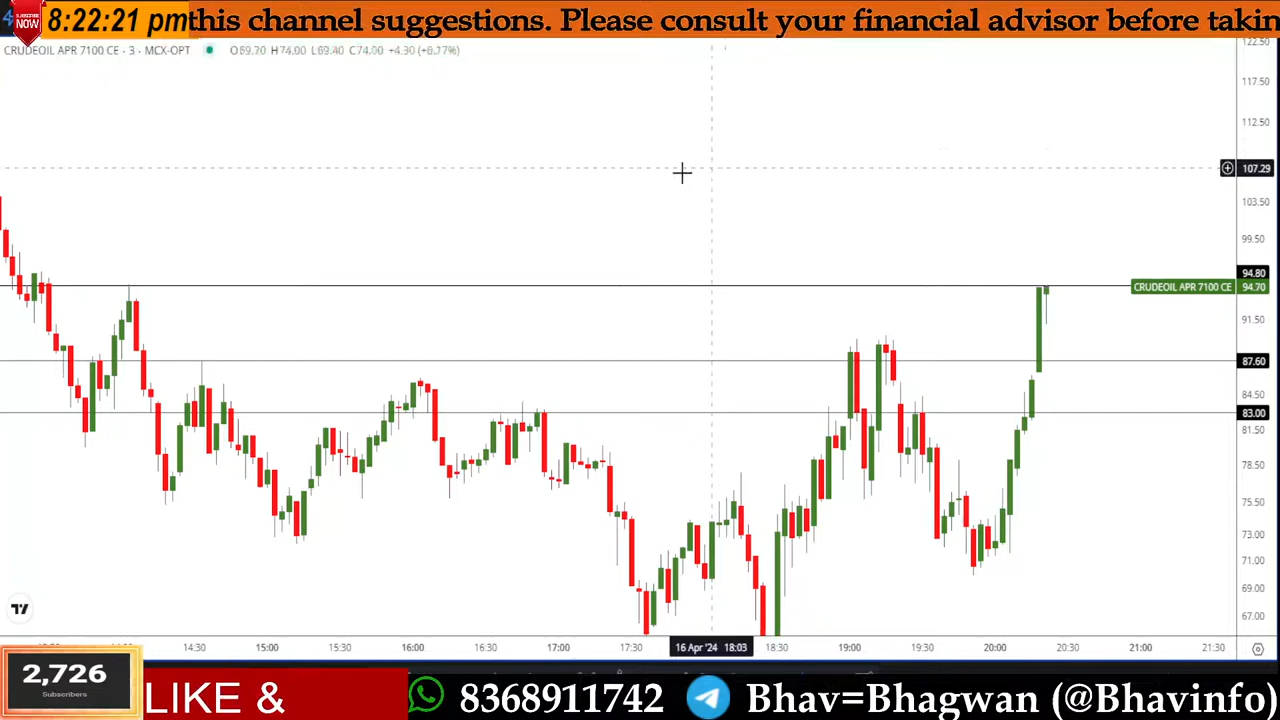 SUBSCRIBE
NOW
8:22:21 pm
this channel suggestions. Please consult your financial advisor before takin
CRUDEOIL APR 7100 CE · 3 · MCX-OPT O69.70 H74.00 L69.40 C74.00 +4.30 (+6.17%)
122.50
117.50
112.50
107.29
103.50
99.50
94.80
CRUDEOIL APR 7100 CE 94.70
91.50
87.60
84.50
83.00
81.50
78.50
75.50
73.00
71.00
69.00
67.00
14:30 15:00 15:30 16:00 16:30 17:00 17:30 16 Apr '24 18:03 18:30 19:00 19:30 20:00 20:30 21:00 21:30
2,726
Subscribers
LIKE &
8368911742
Bhav=Bhagwan (@Bhavinfo)